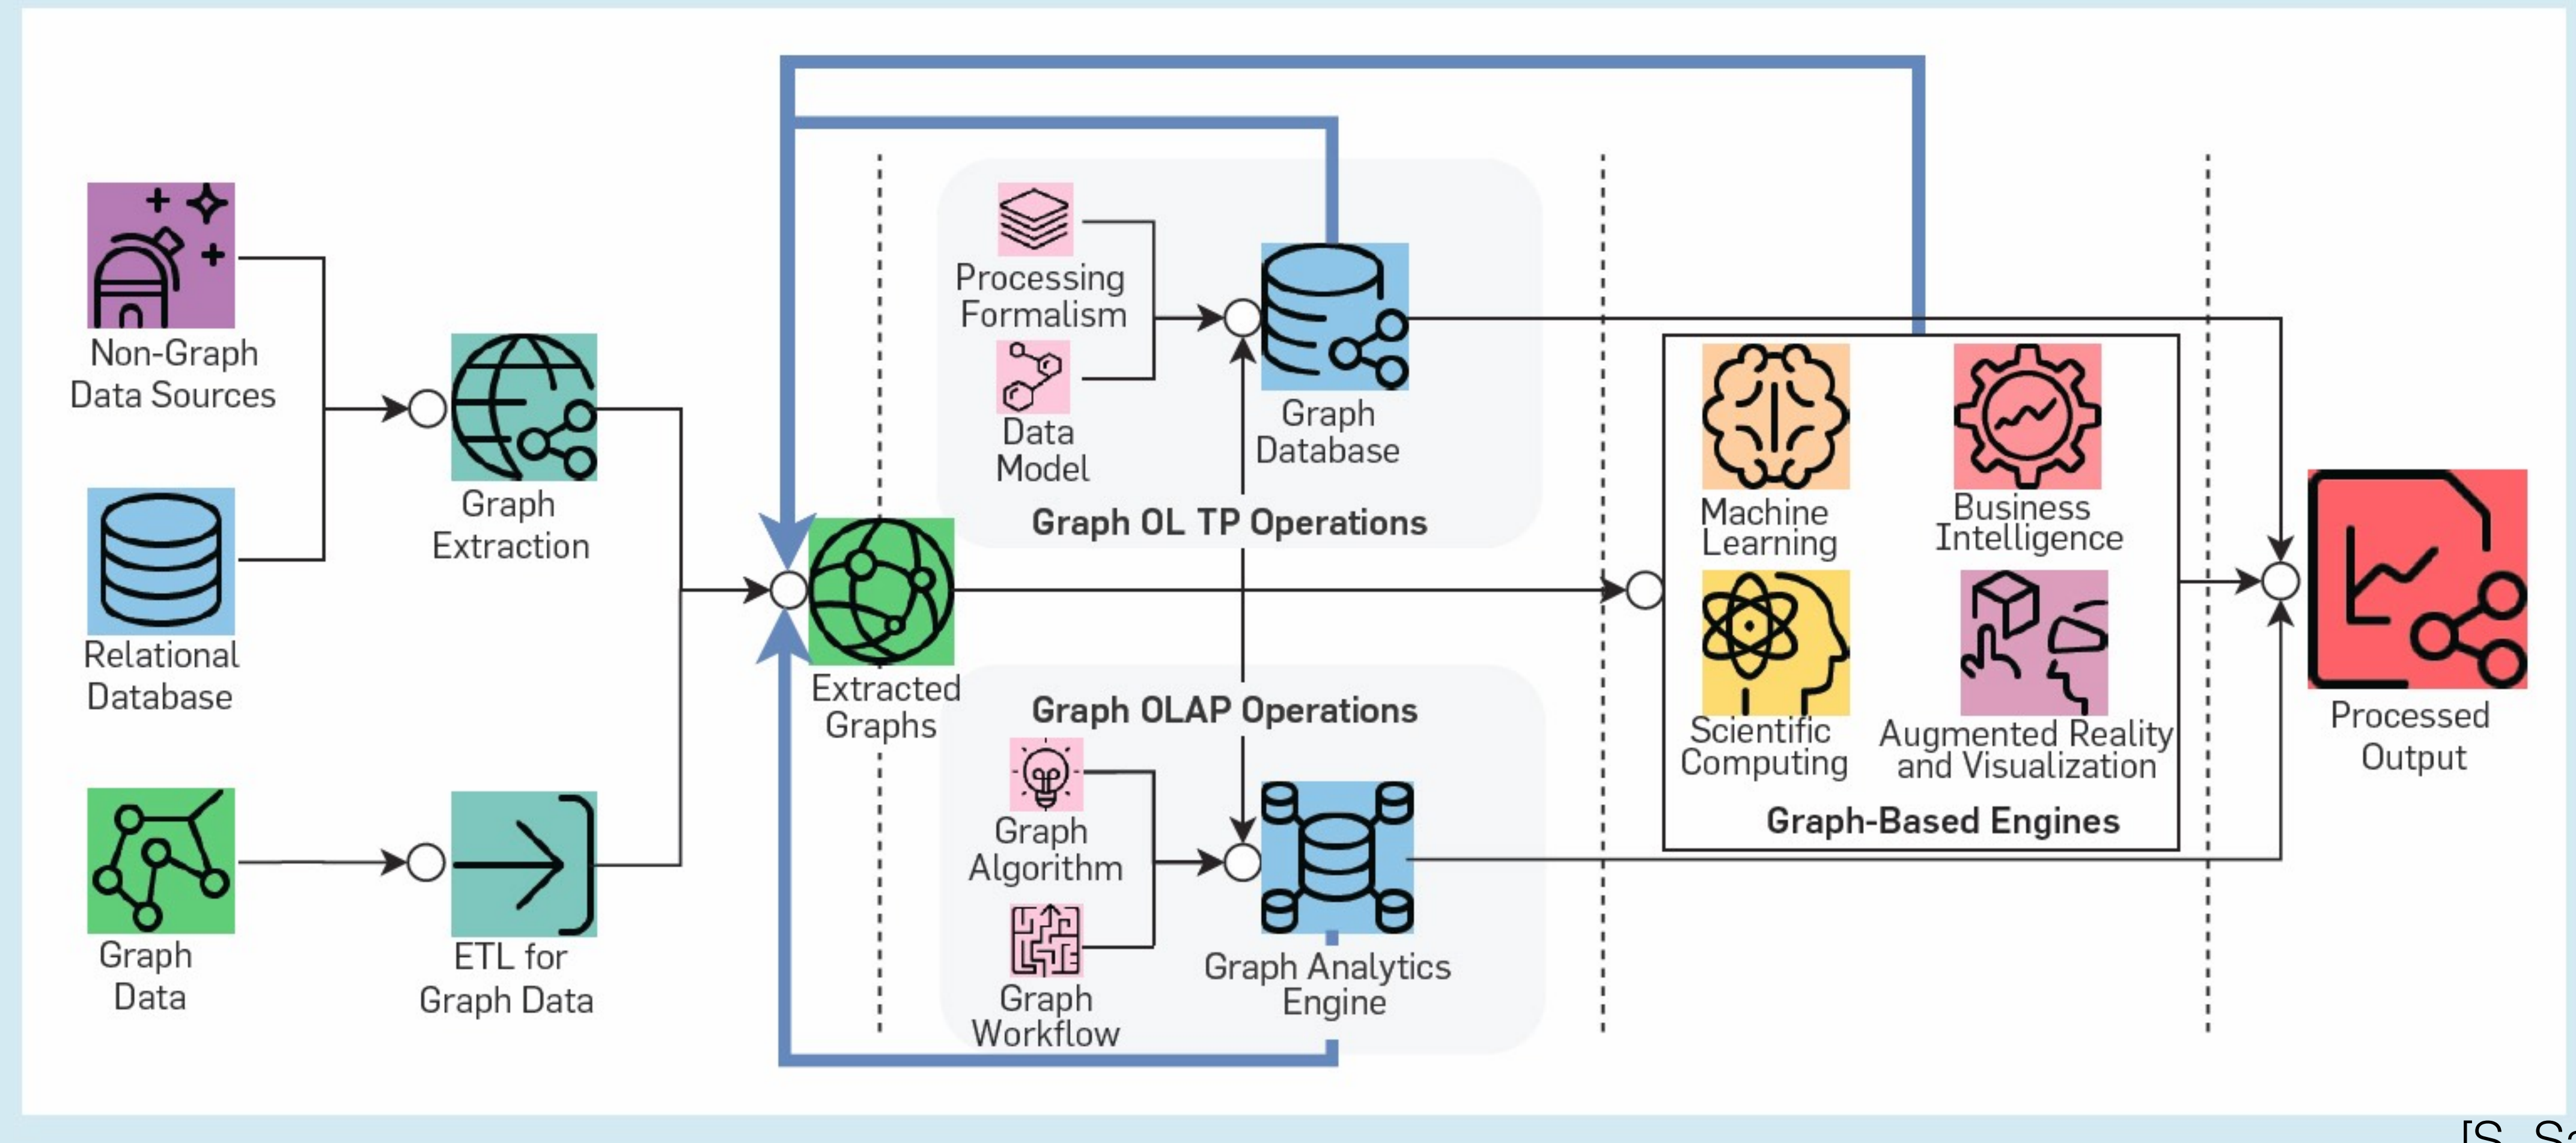 Non-Graph
Data Sources
Relational
Database
Graph
Data
Graph
Extraction
ETL for
Graph Data
Extracted
Graphs
Processing
Formalism
Data
Model
Graph
Database
Graph OL TP Operations
Graph OLAP Operations
Graph
Algorithm
Graph
Workflow
Graph Analytics
Engine
Machine
Learning
Business
Intelligence
Scientific
Computing
Augmented Reality
and Visualization
Graph-Based Engines
Processed
Output
[S.